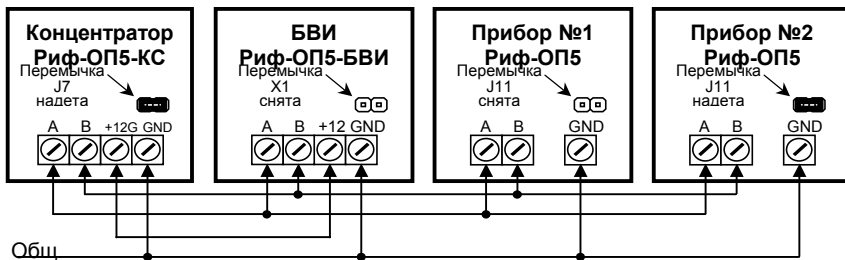 Концентратор
Риф-ОП5-КС
Перемычка
J7
надета
A B +12G GND
БВИ
Риф-ОП5-БВИ
Перемычка
X1
снята
A B +12 GND
Прибор №1
Риф-ОП5
Перемычка
J11
снята
A B GND
Прибор №2
Риф-ОП5
Перемычка
J11
надета
A B GND
Общ